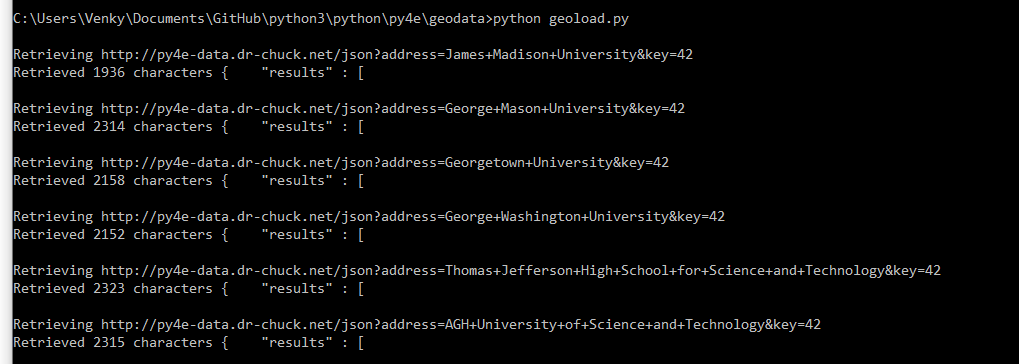 C:\Users\Venky\Documents\GitHub\python3\python\py4e\geodata>python geoload.py
Retrieving http://py4e-data.dr-chuck.net/json?address=James+Madison+University&key=42
Retrieved 1936 characters {    "results" : [
Retrieving http://py4e-data.dr-chuck.net/json?address=George+Mason+University&key=42
Retrieved 2314 characters {    "results" : [
Retrieving http://py4e-data.dr-chuck.net/json?address=Georgetown+University&key=42
Retrieved 2158 characters {    "results" : [
Retrieving http://py4e-data.dr-chuck.net/json?address=George+Washington+University&key=42
Retrieved 2152 characters {    "results" : [
Retrieving http://py4e-data.dr-chuck.net/json?address=Thomas+Jefferson+High+School+for+Science+and+Technology&key=42
Retrieved 2323 characters {    "results" : [
Retrieving http://py4e-data.dr-chuck.net/json?address=AGH+University+of+Science+and+Technology&key=42
Retrieved 2315 characters {    "results" : [